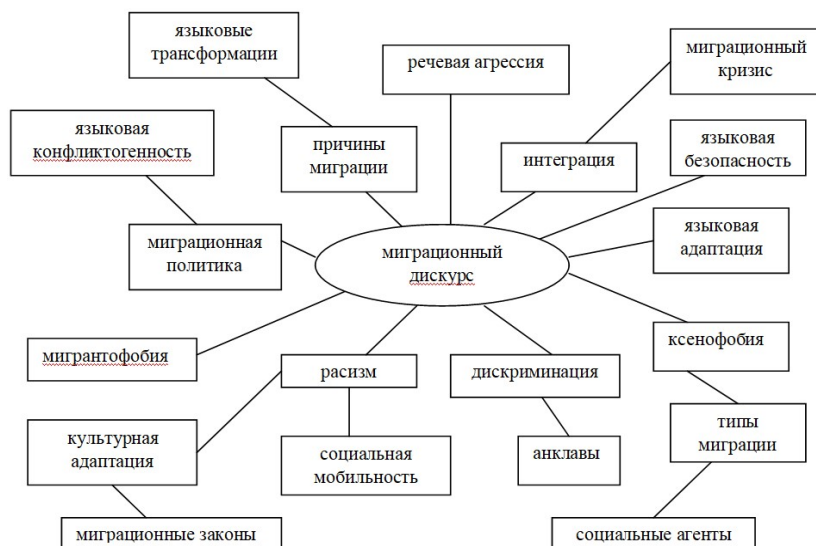 языковые
трансформации
речевая агрессия
миграционный
кризис
языковая
конфликтогенность
причины
миграции
интеграция
языковая
безопасность
миграционная
политика
миграционный
дискурс
языковая
адаптация
мигрантофобия
расизм
дискриминация
ксенофобия
культурная
адаптация
социальная
мобильность
анклавы
типы
миграции
миграционные законы
социальные агенты